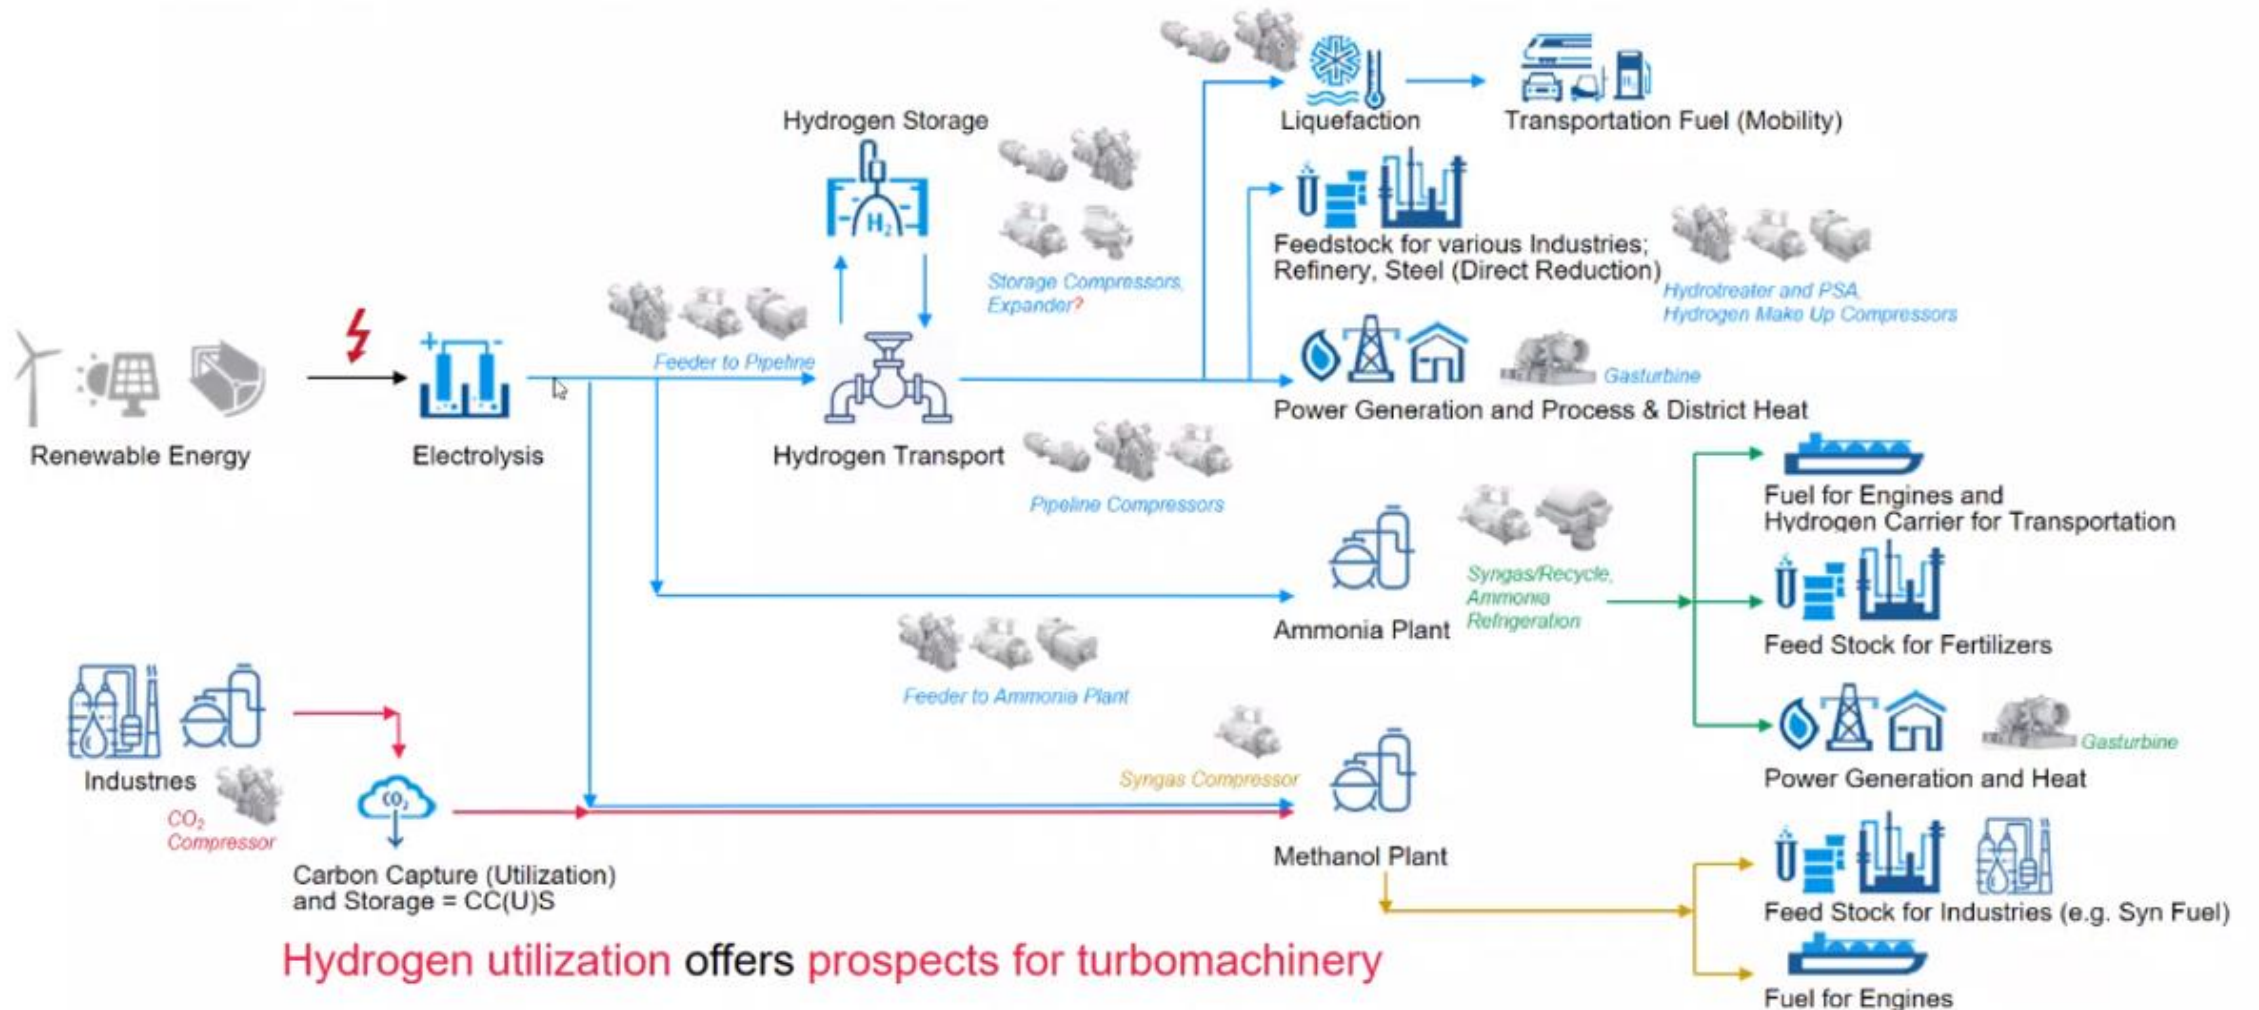 Liquefaction
Transportation Fuel (Mobility)
Hydrogen Storage
H₂
H₂
Storage Compressors,
Expander?
Feedstock for various Industries;
Refinery, Steel (Direct Reduction)
Hydrotreater and PSA,
Hydrogen Make Up Compressors
Feeder to Pipeline
Gasturbine
Power Generation and Process & District Heat
Renewable Energy
+ -
Electrolysis
Hydrogen Transport
Pipeline Compressors
Fuel for Engines and
Hydrogen Carrier for Transportation
Ammonia Plant
Syngas/Recycle,
Ammonia
Refrigeration
Feed Stock for Fertilizers
Feeder to Ammonia Plant
Gasturbine
Power Generation and Heat
Industries
CO₂
Compressor
CO₂
Carbon Capture (Utilization)
and Storage = CC(U)S
Syngas Compressor
Methanol Plant
Feed Stock for Industries (e.g. Syn Fuel)
Fuel for Engines
Hydrogen utilization offers prospects for turbomachinery